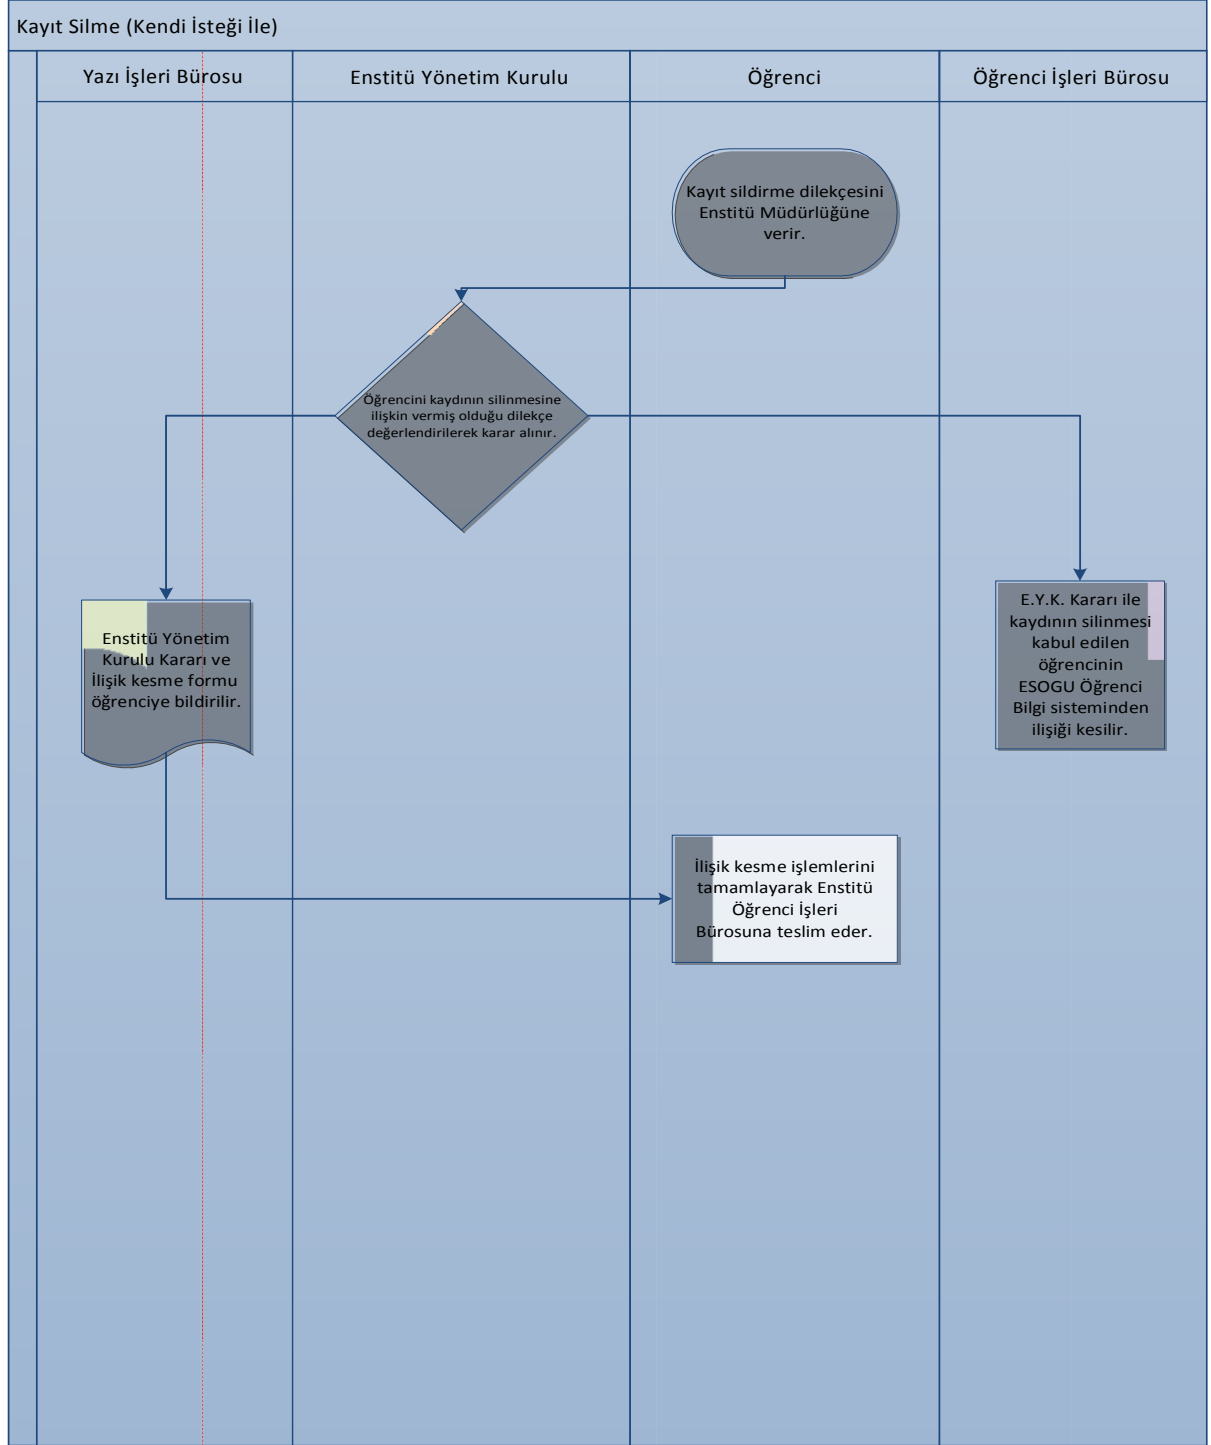 Kayıt Silme (Kendi İsteği İle)
Yazı İşleri Bürosu
Enstitü Yönetim Kurulu
Öğrenci
Öğrenci İşleri Bürosu
Kayıt sildirme dilekçesini
Enstitü Müdürlüğüne
verir.
Öğrencini kaydının silinmesine
ilişkin vermiş olduğu dilekçe
değerlendirilerek karar alınır.
Enstitü Yönetim
Kurulu Kararı ve
İlişik kesme formu
öğrenciye bildirilir.
E.Y.K. Kararı ile
kaydının silinmesi
kabul edilen
öğrencinin
ESOGU Öğrenci
Bilgi sisteminden
ilişiği kesilir.
İlişik kesme işlemlerini
tamamlayarak Enstitü
Öğrenci İşleri
Bürosuna teslim eder.